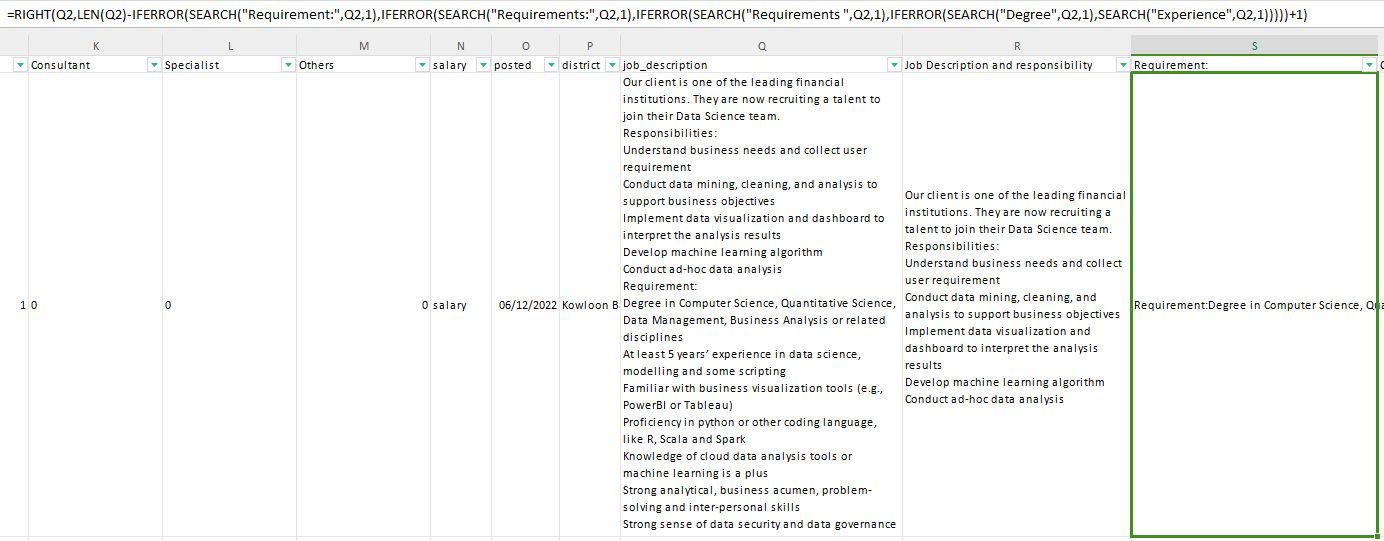 =RIGHT(Q2,LEN(Q2)-IFERROR(SEARCH("Requirement:",Q2,1),IFERROR(SEARCH("Requirements:",Q2,1),IFERROR(SEARCH("Requirements ",Q2,1),IFERROR(SEARCH("Degree",Q2,1),SEARCH("Experience",Q2,1)))))+1)
K L M N O P Q R S
Consultant Specialist Others salary posted district job_description Job Description and responsibility Requirement:
1 0 0 0 salary 06/12/2022 Kowloon B
Our client is one of the leading financial
institutions. They are now recruiting a talent to
join their Data Science team.
Responsibilities:
Understand business needs and collect user
requirement
Conduct data mining, cleaning, and analysis to
support business objectives
Implement data visualization and dashboard to
interpret the analysis results
Develop machine learning algorithm
Conduct ad-hoc data analysis
Requirement:
Degree in Computer Science, Quantitative Science,
Data Management, Business Analysis or related
disciplines
At least 5 years’ experience in data science,
modelling and some scripting
Familiar with business visualization tools (e.g.,
PowerBI or Tableau)
Proficiency in python or other coding language,
like R, Scala and Spark
Knowledge of cloud data analysis tools or
machine learning is a plus
Strong analytical, business acumen, problem-
solving and inter-personal skills
Strong sense of data security and data governance
Our client is one of the leading financial
institutions. They are now recruiting a
talent to join their Data Science team.
Responsibilities:
Understand business needs and collect
user requirement
Conduct data mining, cleaning, and
analysis to support business objectives
Implement data visualization and
dashboard to interpret the analysis
results
Develop machine learning algorithm
Conduct ad-hoc data analysis
Requirement:Degree in Computer Science,